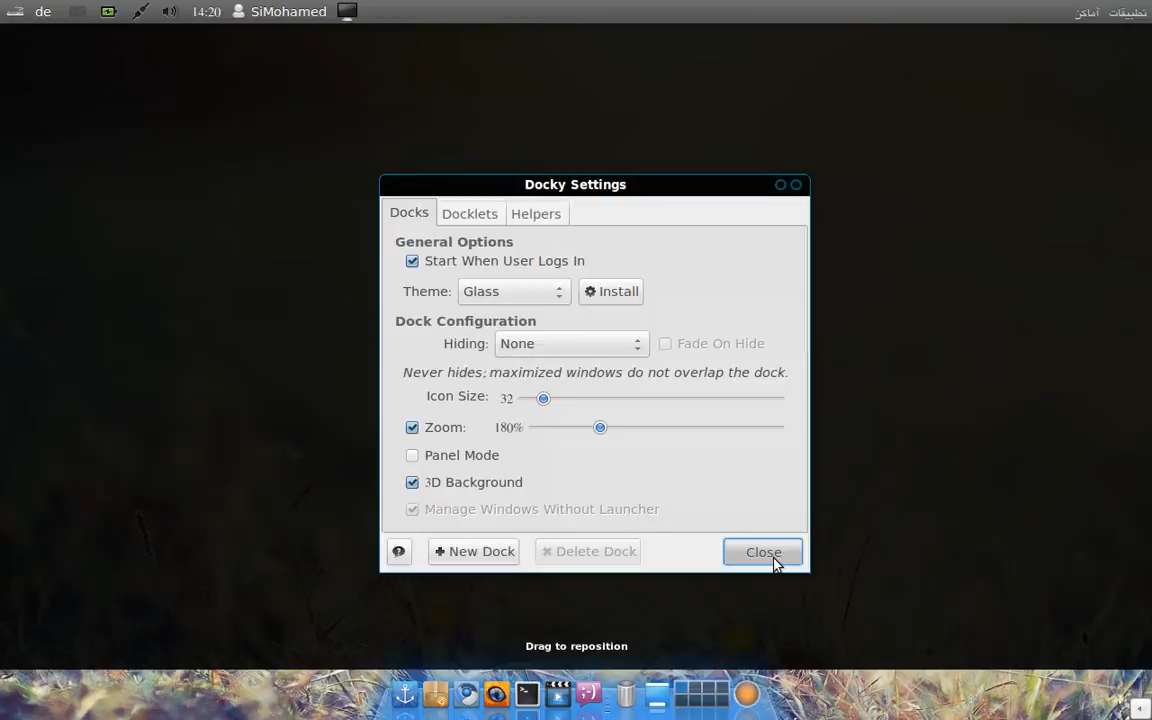 de 14:20 SiMohamed أماكن تطبيقات
Docky Settings
Docks Docklets Helpers
General Options
Start When User Logs In
Theme: Glass Install
Dock Configuration
Hiding: None Fade On Hide
Never hides; maximized windows do not overlap the dock.
Icon Size: 32
Zoom: 180%
Panel Mode
3D Background
Manage Windows Without Launcher
? New Dock Delete Dock Close
Drag to reposition